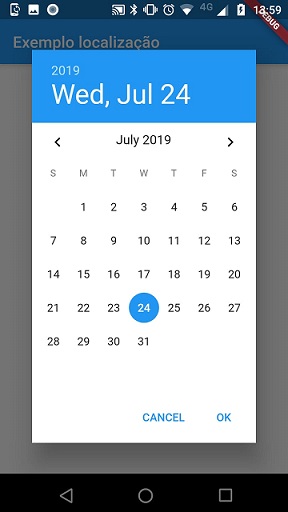 4G 13:59
DEBUG
Exemplo localização
2019
Wed, Jul 24
July 2019
S M T W T F S
1 2 3 4 5 6
7 8 9 10 11 12 13
14 15 16 17 18 19 20
21 22 23 24 25 26 27
28 29 30 31
CANCEL OK